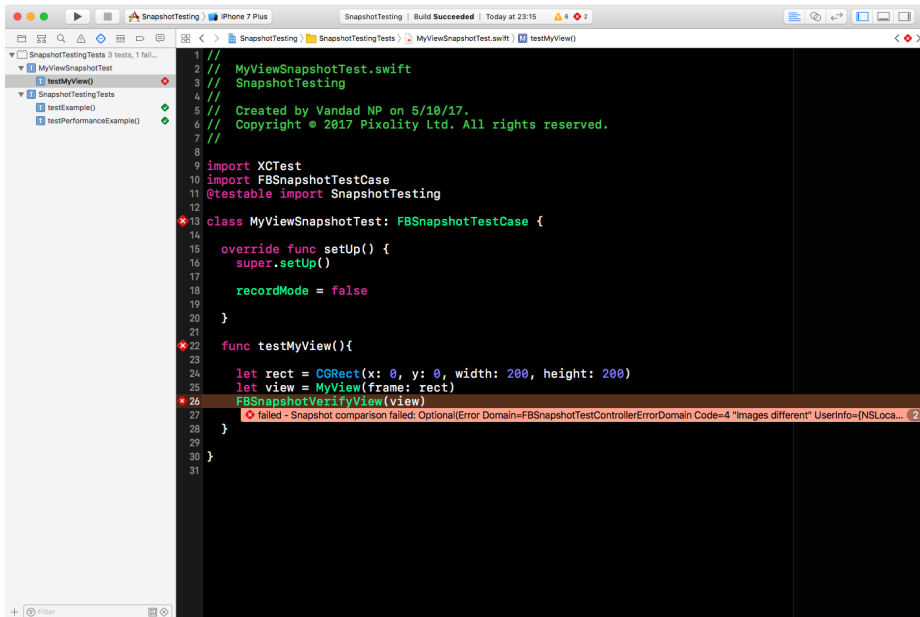 SnapshotTesting 〉 iPhone 7 Plus
SnapshotTesting | Build Succeeded | Today at 23:15 6 2
SnapshotTesting 〉 SnapshotTestingTests 〉 MyViewSnapshotTest.swift 〉 M testMyView()
SnapshotTestingTests 3 tests, 1 fail...
T MyViewSnapshotTest
T testMyView()
T SnapshotTestingTests
T testExample()
T testPerformanceExample()
1 //
2 //  MyViewSnapshotTest.swift
3 //  SnapshotTesting
4 //
5 //  Created by Vandad NP on 5/10/17.
6 //  Copyright © 2017 Pixolity Ltd. All rights reserved.
7 //
8
9 import XCTest
10 import FBSnapshotTestCase
11 @testable import SnapshotTesting
12
13 class MyViewSnapshotTest: FBSnapshotTestCase {
14
15   override func setUp() {
16     super.setUp()
17
18     recordMode = false
19
20   }
21
22   func testMyView(){
23
24     let rect = CGRect(x: 0, y: 0, width: 200, height: 200)
25     let view = MyView(frame: rect)
26     FBSnapshotVerifyView(view)
27 failed - Snapshot comparison failed: Optional(Error Domain=FBSnapshotTestControllerErrorDomain Code=4 "Images different" UserInfo={NSLoca... 2
28   }
29
30 }
31
Filter